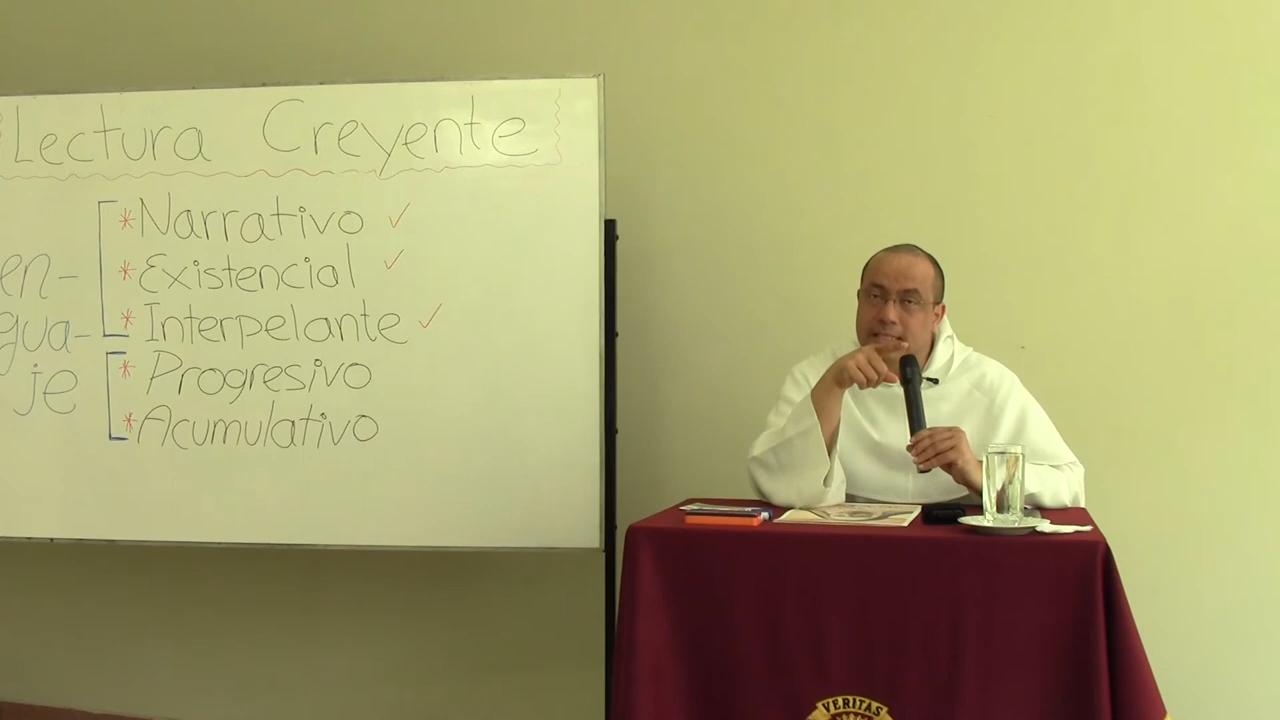 Lectura Creyente
*Narrativo ✓
*Existencial ✓
en-
*Interpelante ✓
gua-
*Progresivo
je
*Acumulativo
VERITAS